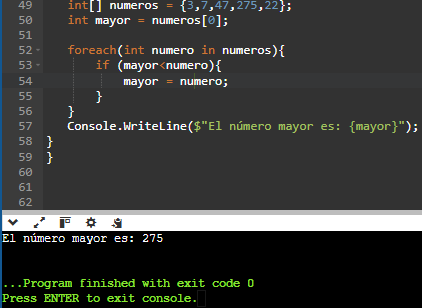 49 int[] numeros = {3,7,47,275,22};
50 int mayor = numeros[0];
51
52 foreach(int numero in numeros){
53 if (mayor<numero){
54 mayor = numero;
55 }
56 }
57 Console.WriteLine($"El número mayor es: {mayor}");
58 }
59 }
60
61
62
El número mayor es: 275
...Program finished with exit code 0
Press ENTER to exit console.